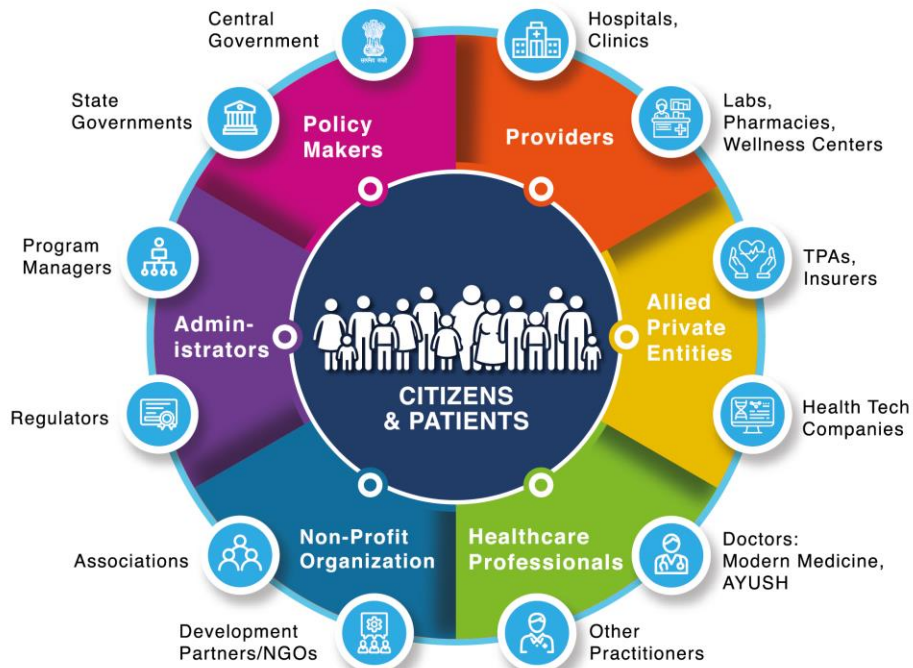 Central
Government
Hospitals,
Clinics
State
Governments
Policy
Makers
Providers
Labs,
Pharmacies,
Wellness Centers
Program
Managers
TPAs,
Insurers
Admin-
istrators
Allied
Private
Entities
CITIZENS
& PATIENTS
Regulators
Health Tech
Companies
Non-Profit
Organization
Healthcare
Professionals
Associations
Doctors:
Modern Medicine,
AYUSH
Development
Partners/NGOs
Other
Practitioners